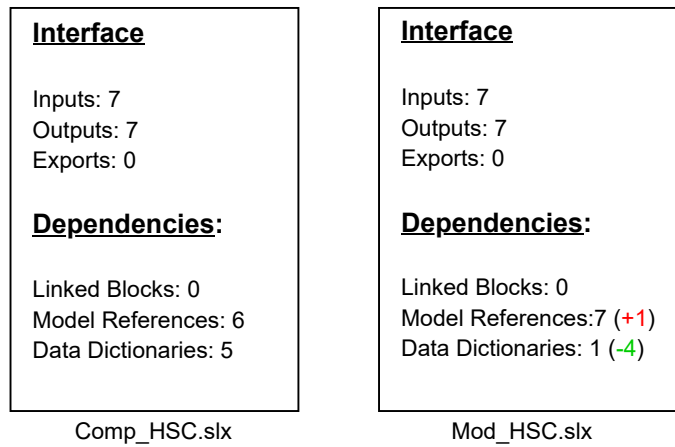 Interface
Inputs: 7
Outputs: 7
Exports: 0
Dependencies:
Linked Blocks: 0
Model References: 6
Data Dictionaries: 5
Comp_HSC.slx
Interface
Inputs: 7
Outputs: 7
Exports: 0
Dependencies:
Linked Blocks: 0
Model References:7 (+1)
Data Dictionaries: 1 (-4)
Mod_HSC.slx